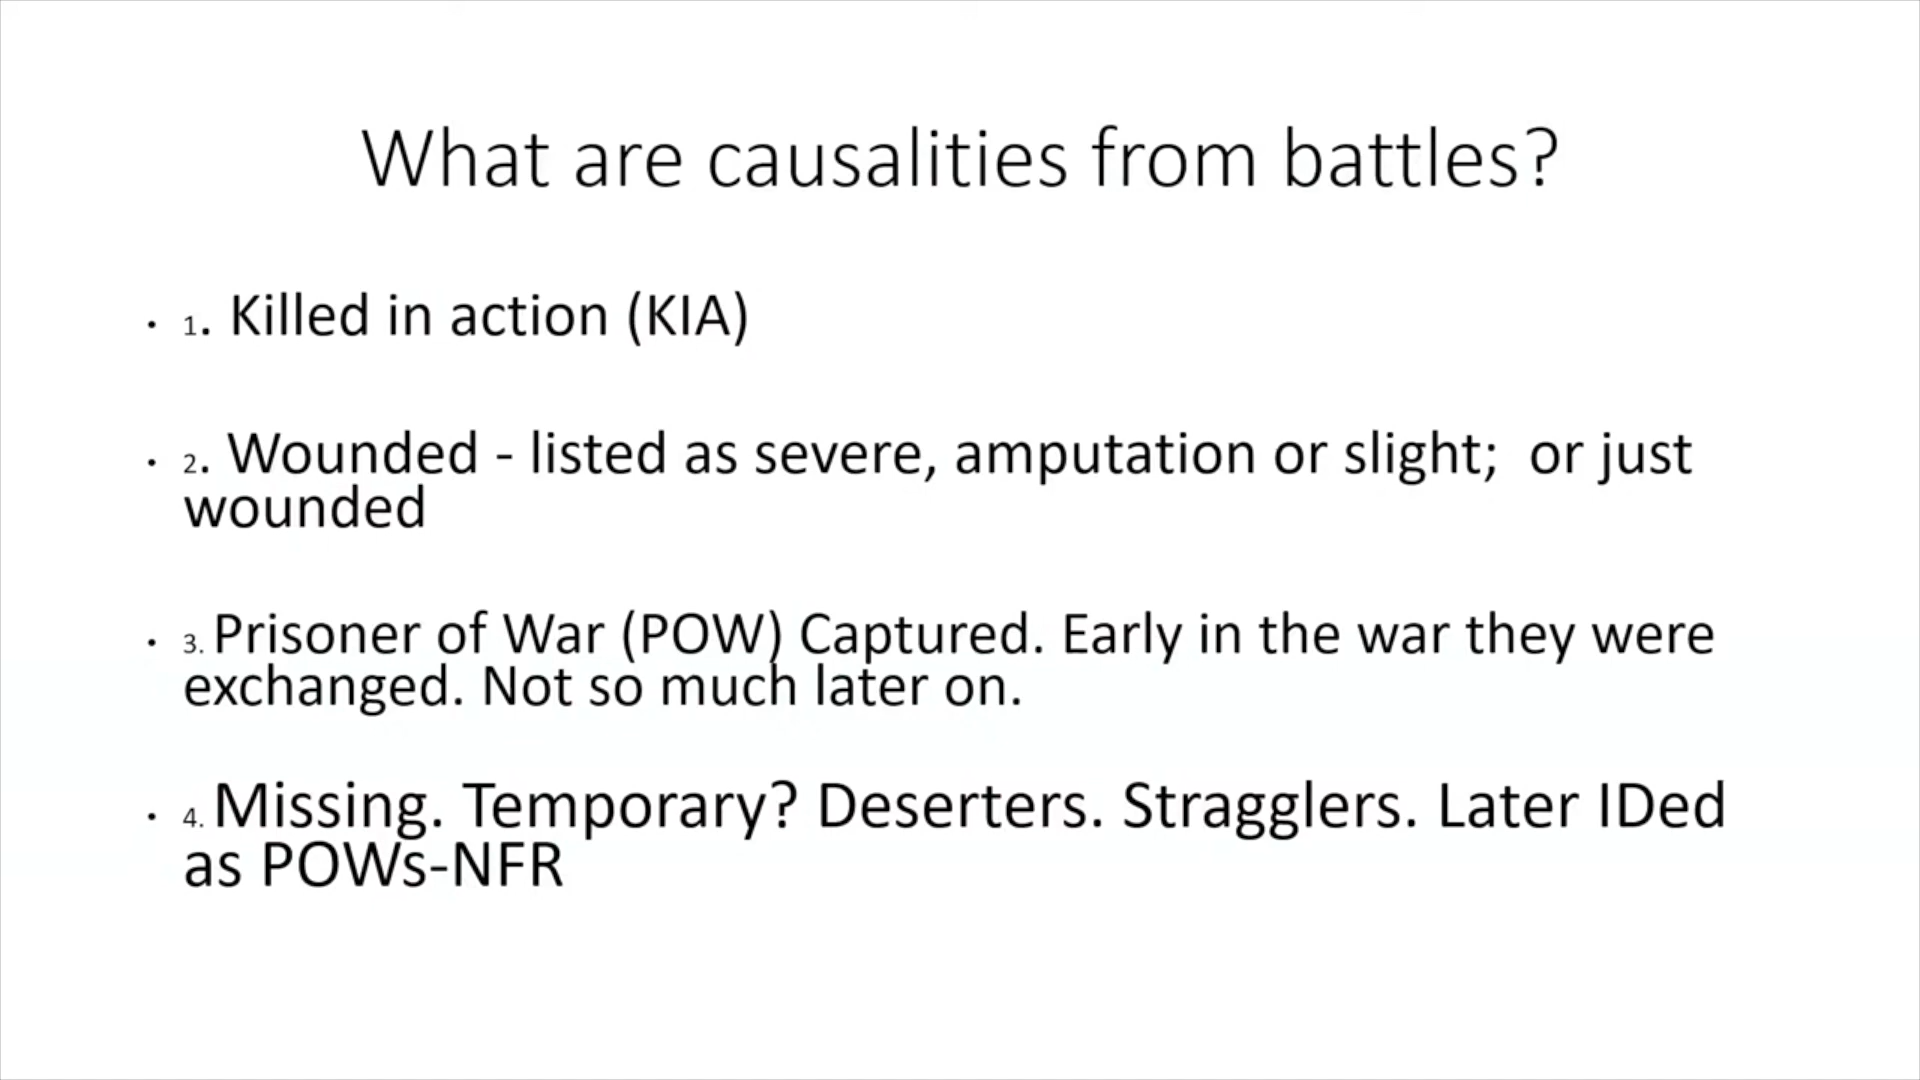 What are causalities from battles?
• 1. Killed in action (KIA)
• 2. Wounded - listed as severe, amputation or slight;  or just
wounded
• 3. Prisoner of War (POW) Captured. Early in the war they were
exchanged. Not so much later on.
• 4. Missing. Temporary? Deserters. Stragglers. Later IDed
as POWs-NFR